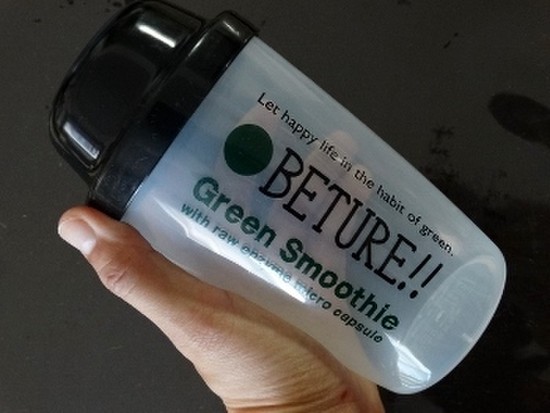 Let happy life in the habit of green.
BETURE!!
Green Smoothie
with raw enzyme micro capsule